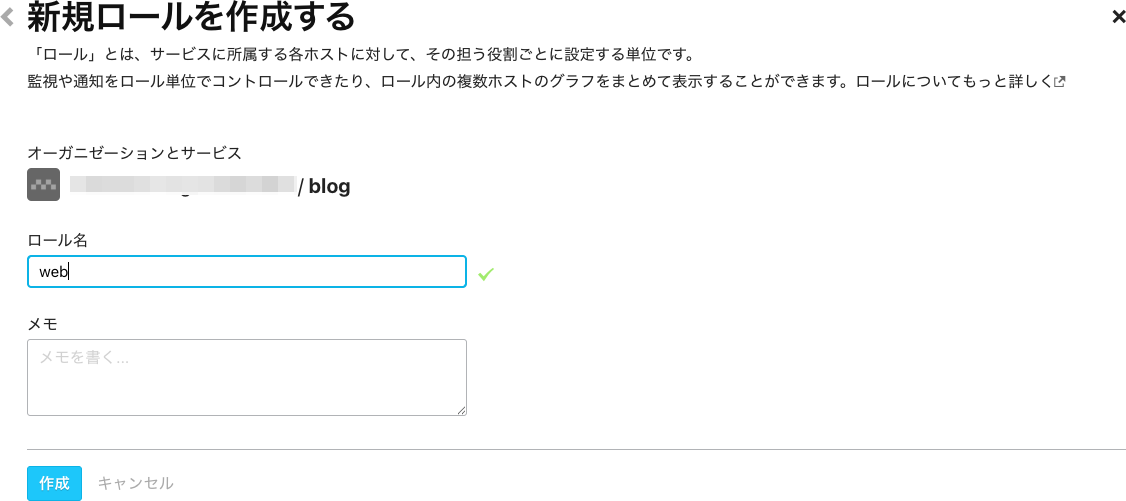 新規ロールを作成する
「ロール」とは、サービスに所属する各ホストに対して、その担う役割ごとに設定する単位です。
監視や通知をロール単位でコントロールできたり、ロール内の複数ホストのグラフをまとめて表示することができます。ロールについてもっと詳しく
オーガニゼーションとサービス
/ blog
ロール名
web
メモ
メモを書く...
作成 キャンセル